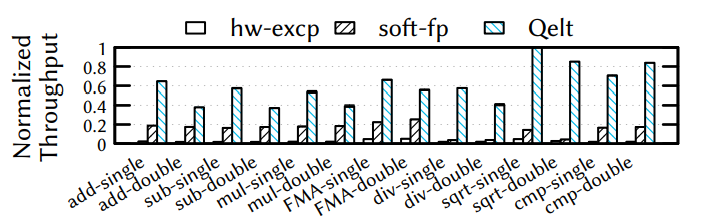 hw-excp soft-fp Qelt
Normalized
Throughput
1
0.8
0.6
0.4
0.2
0
add-single
add-double
sub-single
sub-double
mul-single
mul-double
FMA-single
FMA-double
div-single
div-double
sqrt-single
sqrt-double
cmp-single
cmp-double